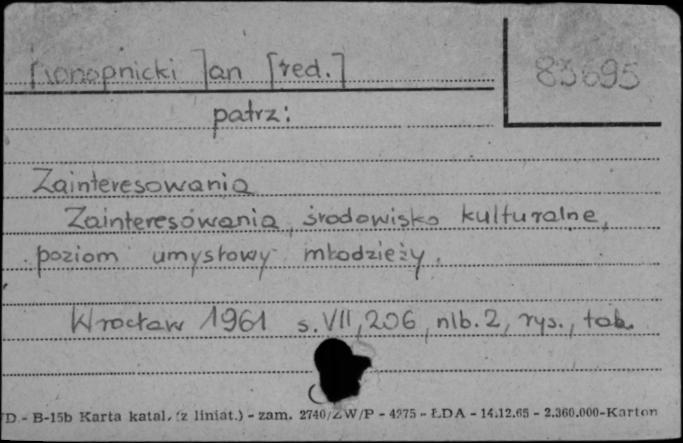 Konopnicki Jan [red.]
83695
patrz:
Zainteresowania
Zainteresowania, środowisko kulturalne,
poziom umysłowy młodzieży.
Wrocław 1961 s. VII, 206, nlb. 2, rys., tab.
D. - B-15b Karta katal. (z liniat.) - zam. 2740/ZW/P - 4275 - ŁDA - 14.12.65 - 2.360.000 - Karton